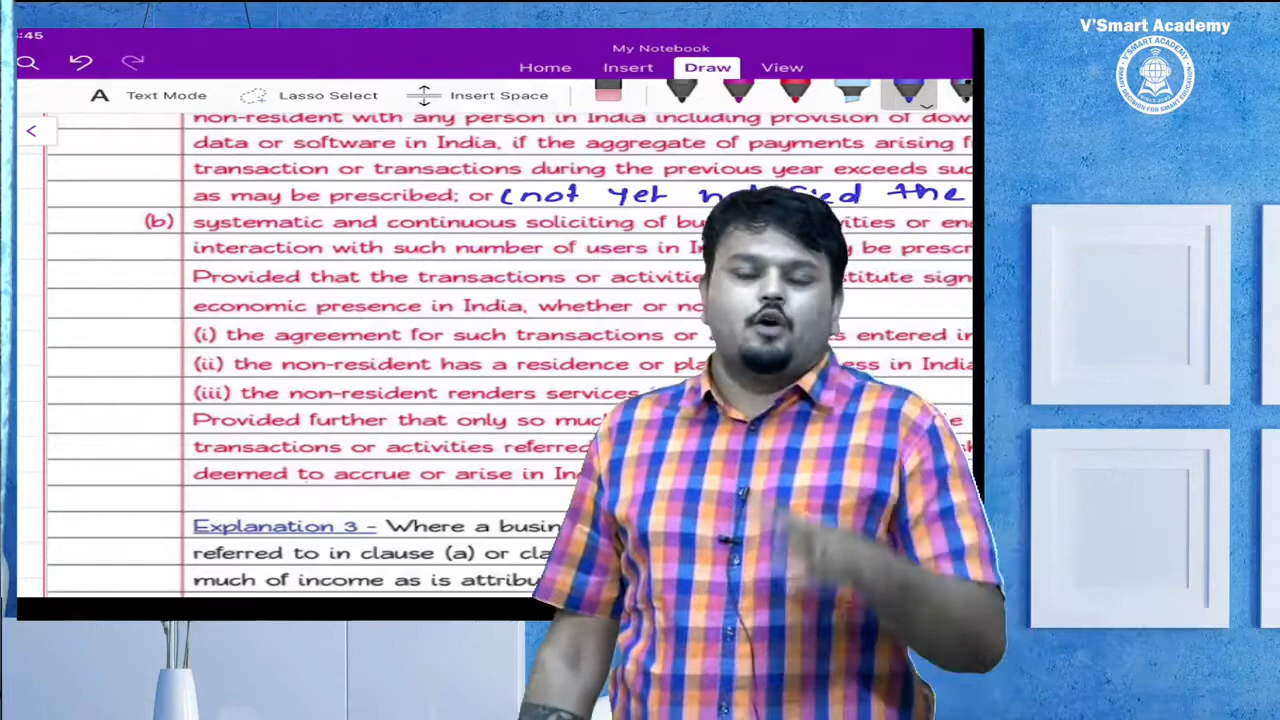 V'Smart Academy
:45
My Notebook
Home Insert Draw View
Text Mode Lasso Select Insert Space
non-resident with any person in India including provision of dow
data or software in India, if the aggregate of payments arising f
transaction or transactions during the previous year exceeds suc
as may be prescribed; or (not yet the
(b) systematic and continuous soliciting of bu vities or en
interaction with such number of users in I y be prescr
Provided that the transactions or activitie stitute sign
economic presence in India, whether or no
(i) the agreement for such transactions or s entered in
(ii) the non-resident has a residence or pla ess in India
(iii) the non-resident renders services
Provided further that only so muc e
transactions or activities referred
deemed to accrue or arise in In
Explanation 3 - Where a busin
referred to in clause (a) or cla
much of income as is attribu